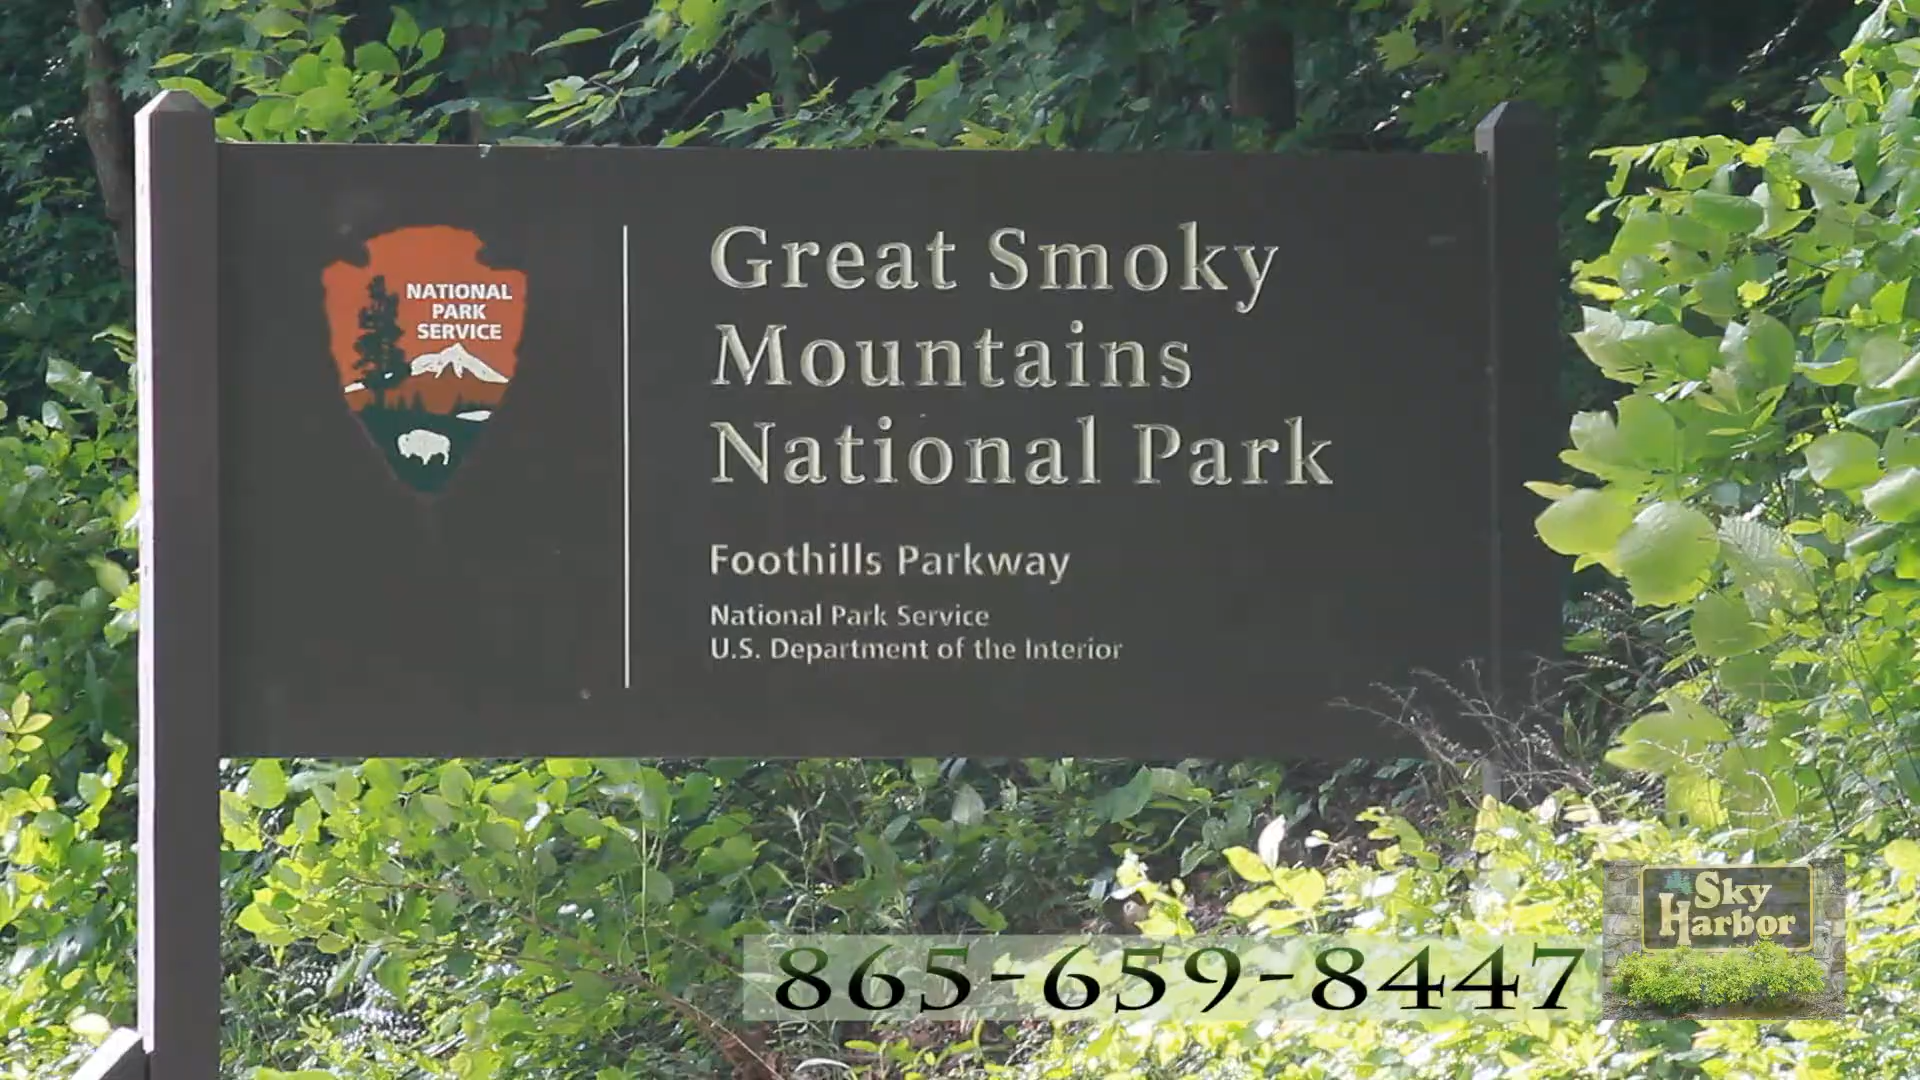 NATIONAL
PARK
SERVICE
Great Smoky
Mountains
National Park
Foothills Parkway
National Park Service
U.S. Department of the Interior
865-659-8447
Sky
Harbor